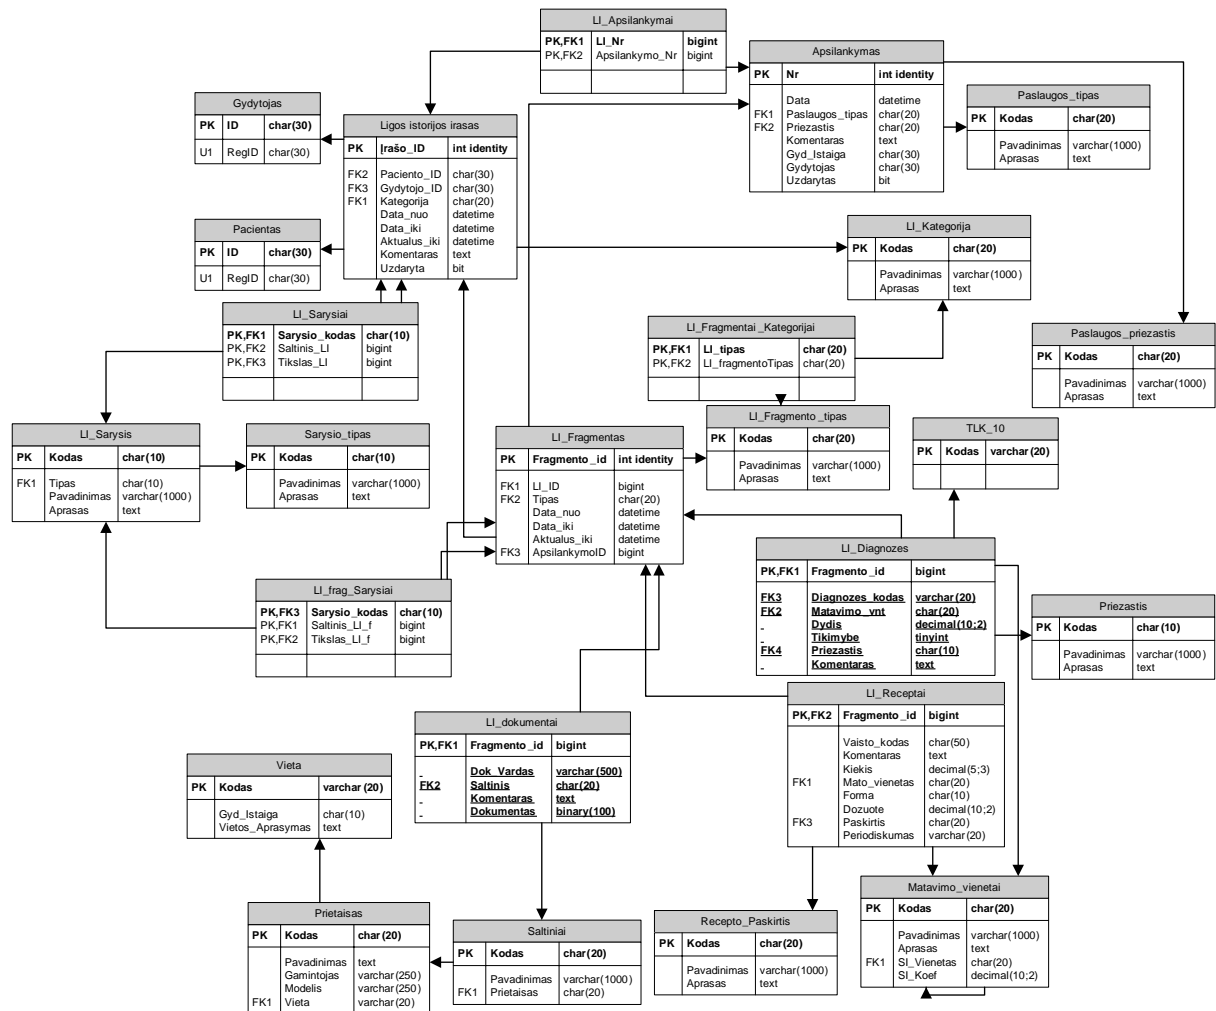 LI_Apsilankymai
PK,FK1 LI_Nr bigint
PK,FK2 Apsilankymo_Nr bigint
Apsilankymas
PK Nr int identity
Data datetime
FK1 Paslaugos_tipas char(20)
FK2 Priezastis char(20)
Komentaras text
Gyd_Istaiga char(30)
Gydytojas char(30)
Uzdarytas bit
Paslaugos_tipas
PK Kodas char(20)
Pavadinimas varchar(1000)
Aprasas text
Gydytojas
PK ID char(30)
U1 RegID char(30)
Ligos istorijos irasas
PK Įrašo_ID int identity
FK2 Paciento_ID char(30)
FK3 Gydytojo_ID char(30)
FK1 Kategorija char(20)
Data_nuo datetime
Data_iki datetime
Aktualus_iki datetime
Komentaras text
Uzdaryta bit
Pacientas
PK ID char(30)
U1 RegID char(30)
LI_Kategorija
PK Kodas char(20)
Pavadinimas varchar(1000)
Aprasas text
LI_Sarysiai
PK,FK1 Sarysio_kodas char(10)
PK,FK2 Saltinis_LI bigint
PK,FK3 Tikslas_LI bigint
LI_Fragmentai_Kategorijai
PK,FK1 LI_tipas char(20)
PK,FK2 LI_fragmentoTipas char(20)
Paslaugos_priezastis
PK Kodas char(20)
Pavadinimas varchar(1000)
Aprasas text
LI_Sarysis
PK Kodas char(10)
FK1 Tipas char(10)
Pavadinimas varchar(1000)
Aprasas text
Sarysio_tipas
PK Kodas char(10)
Pavadinimas varchar(1000)
Aprasas text
LI_Fragmentas
PK Fragmento_id int identity
FK1 LI_ID bigint
FK2 Tipas char(20)
Data_nuo datetime
Data_iki datetime
Aktualus_iki datetime
FK3 ApsilankymoID bigint
LI_Fragmento_tipas
PK Kodas char(20)
Pavadinimas varchar(1000)
Aprasas text
TLK_10
PK Kodas varchar(20)
LI_frag_Sarysiai
PK,FK3 Sarysio_kodas char(10)
PK,FK1 Saltinis_LI_f bigint
PK,FK2 Tikslas_LI_f bigint
LI_Diagnozes
PK,FK1 Fragmento_id bigint
FK3 Diagnozes_kodas varchar(20)
FK2 Matavimo_vnt char(20)
Dydis decimal(10;2)
Tikimybe tinyint
FK4 Priezastis char(10)
Komentaras text
Priezastis
PK Kodas char(10)
Pavadinimas varchar(1000)
Aprasas text
LI_dokumentai
PK,FK1 Fragmento_id bigint
Dok_Vardas varchar(500)
FK2 Saltinis char(20)
Komentaras text
Dokumentas binary(100)
LI_Receptai
PK,FK2 Fragmento_id bigint
Vaisto_kodas char(50)
Komentaras text
Kiekis decimal(5;3)
FK1 Mato_vienetas char(20)
Forma char(10)
Dozuote decimal(10;2)
FK3 Paskirtis char(20)
Periodiskumas varchar(20)
Vieta
PK Kodas varchar(20)
Gyd_Istaiga char(10)
Vietos_Aprasymas text
Prietaisas
PK Kodas char(20)
Pavadinimas text
Gamintojas varchar(250)
Modelis varchar(250)
FK1 Vieta varchar(20)
Saltiniai
PK Kodas char(20)
Pavadinimas varchar(1000)
FK1 Prietaisas char(20)
Recepto_Paskirtis
PK Kodas char(20)
Pavadinimas varchar(1000)
Aprasas text
Matavimo_vienetai
PK Kodas char(20)
Pavadinimas varchar(1000)
Aprasas text
FK1 SI_Vienetas char(20)
SI_Koef decimal(10;2)